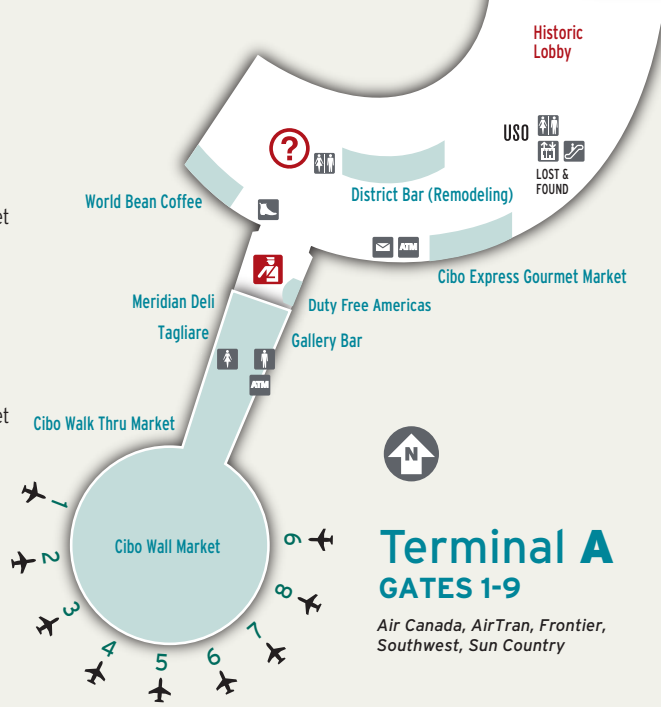 Historic
Lobby
USO
LOST &
FOUND
?
District Bar (Remodeling)
World Bean Coffee
et
ATM
Cibo Express Gourmet Market
Meridian Deli
Duty Free Americas
Tagliare
Gallery Bar
ATM
et
Cibo Walk Thru Market
N
Cibo Wall Market
1
2
3
4
5
6
7
8
9
Terminal A
GATES 1-9
Air Canada, AirTran, Frontier,
Southwest, Sun Country